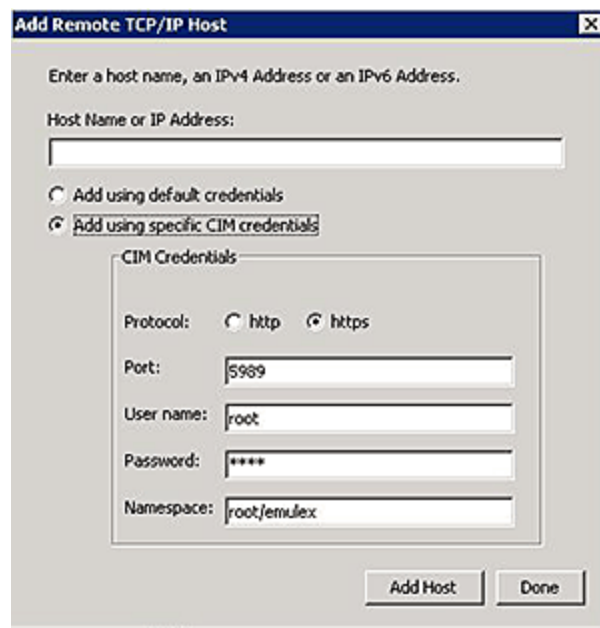 Add Remote TCP/IP Host
Enter a host name, an IPv4 Address or an IPv6 Address.
Host Name or IP Address:
Add using default credentials
Add using specific CIM credentials
CIM Credentials
Protocol: http https
Port: 5989
User name: root
Password: ****
Namespace: root/emulex
Add Host Done